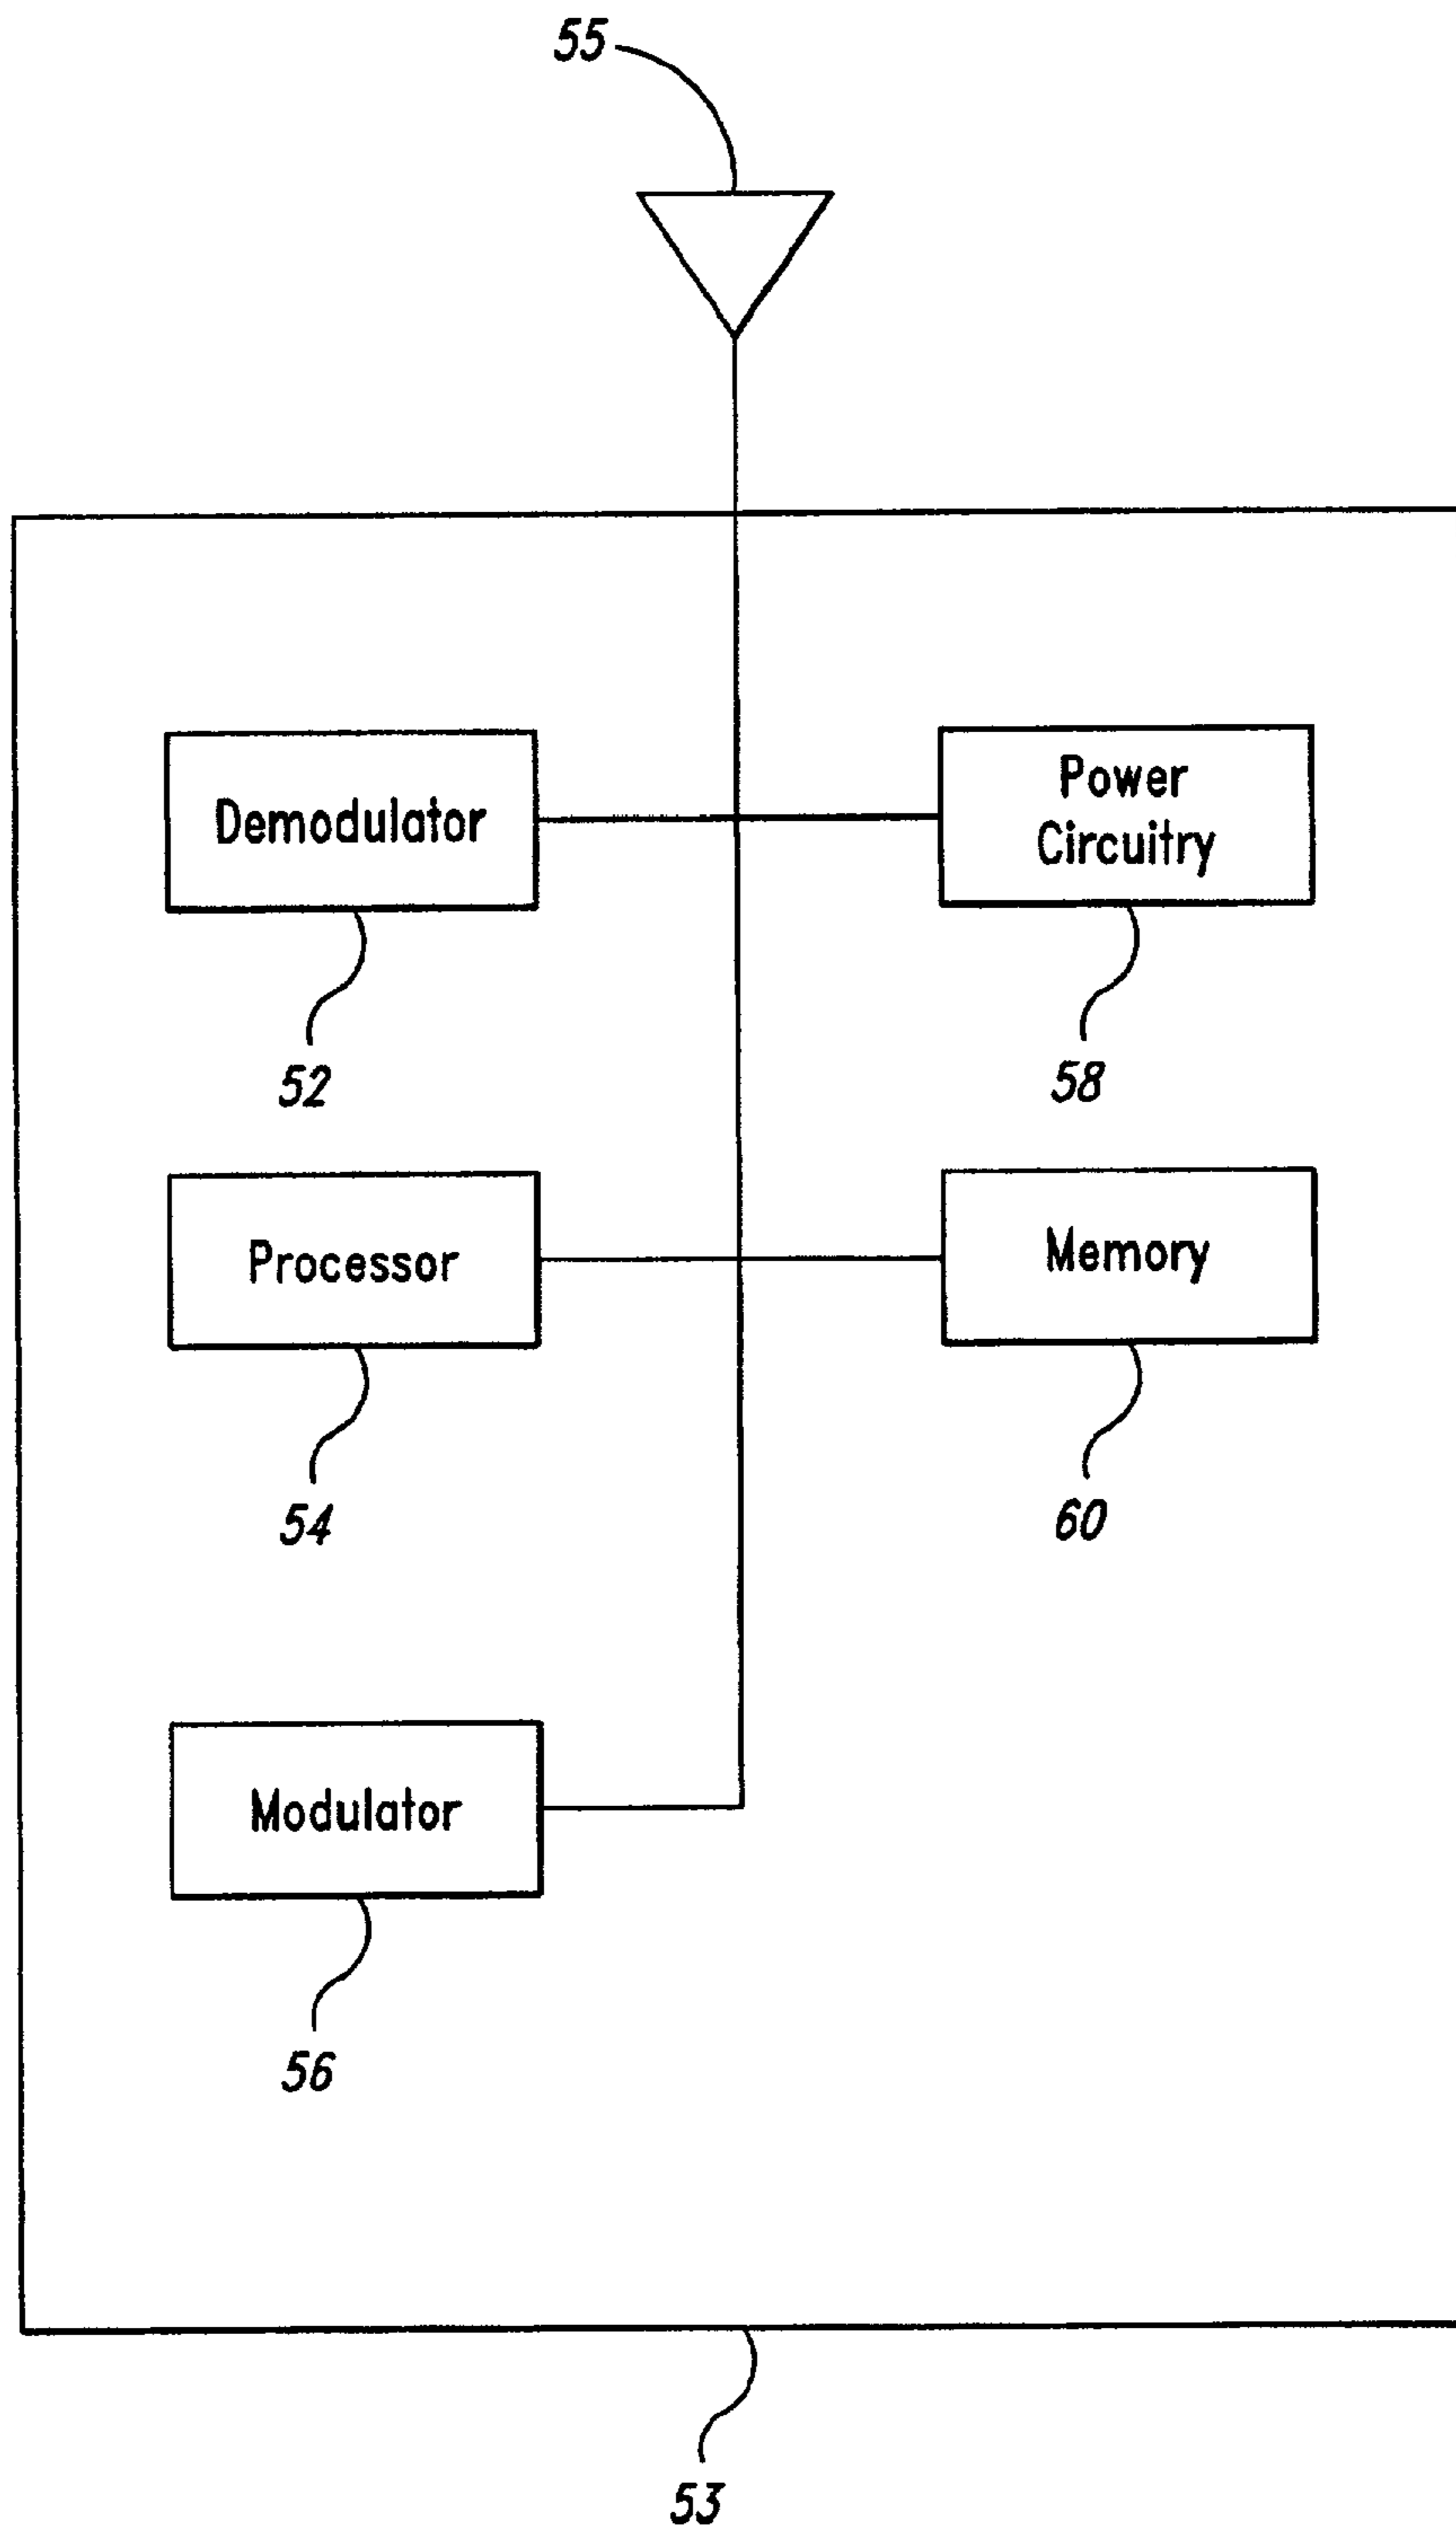 55
Demodulator
Power
Circuitry
52
58
Processor
Memory
54
60
Modulator
56
53